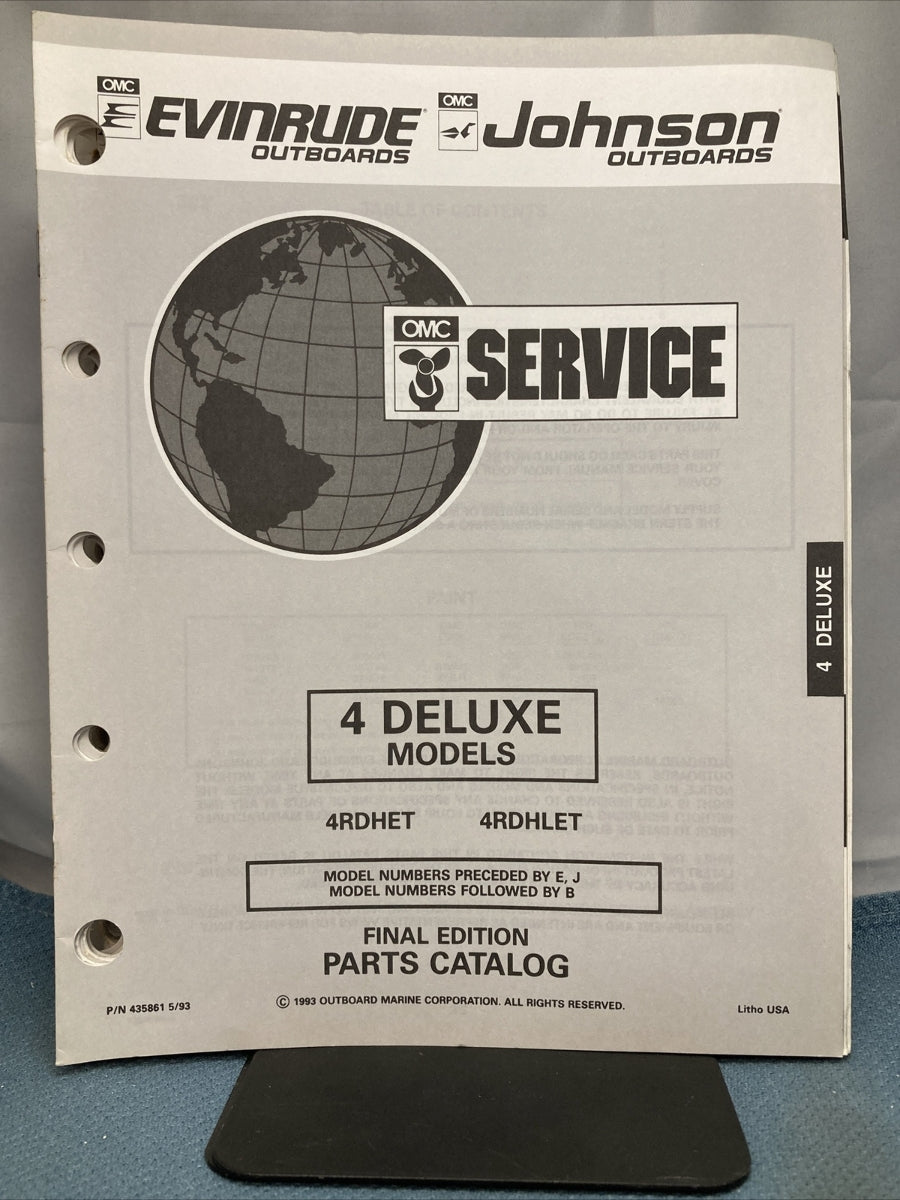 OMC
EVINRUDE
OUTBOARDS
OMC
Johnson
OUTBOARDS
OMC
SERVICE
4 DELUXE
4 DELUXE
MODELS
4RDHET 4RDHLET
MODEL NUMBERS PRECEDED BY E, J
MODEL NUMBERS FOLLOWED BY B
FINAL EDITION
PARTS CATALOG
© 1993 OUTBOARD MARINE CORPORATION. ALL RIGHTS RESERVED.
P/N 435861 5/93
Litho USA